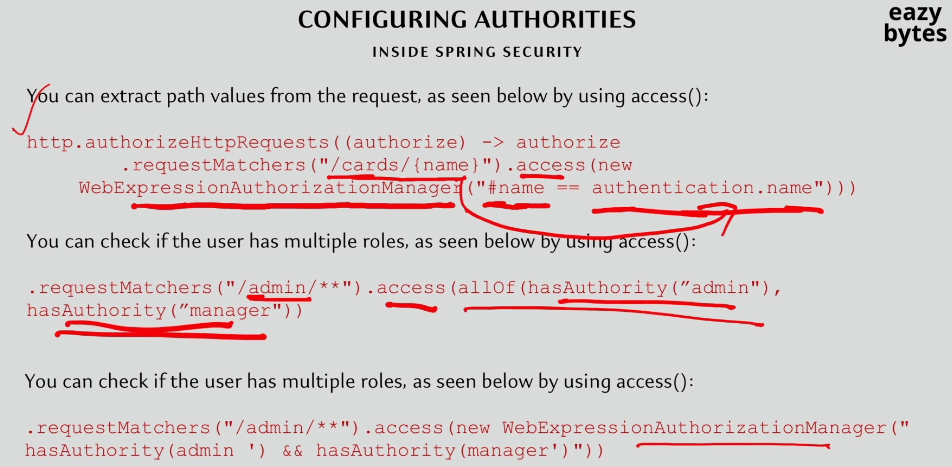 CONFIGURING AUTHORITIES
eazy
bytes
INSIDE SPRING SECURITY
You can extract path values from the request, as seen below by using access():
http.authorizeHttpRequests((authorize) -> authorize
.requestMatchers("/cards/{name}").access(new
WebExpressionAuthorizationManager("#name == authentication.name")))
You can check if the user has multiple roles, as seen below by using access():
.requestMatchers("/admin/**").access(allOf(hasAuthority(”admin"),
hasAuthority(”manager"))
You can check if the user has multiple roles, as seen below by using access():
.requestMatchers("/admin/**").access(new WebExpressionAuthorizationManager("
hasAuthority(admin ') && hasAuthority(manager')"))